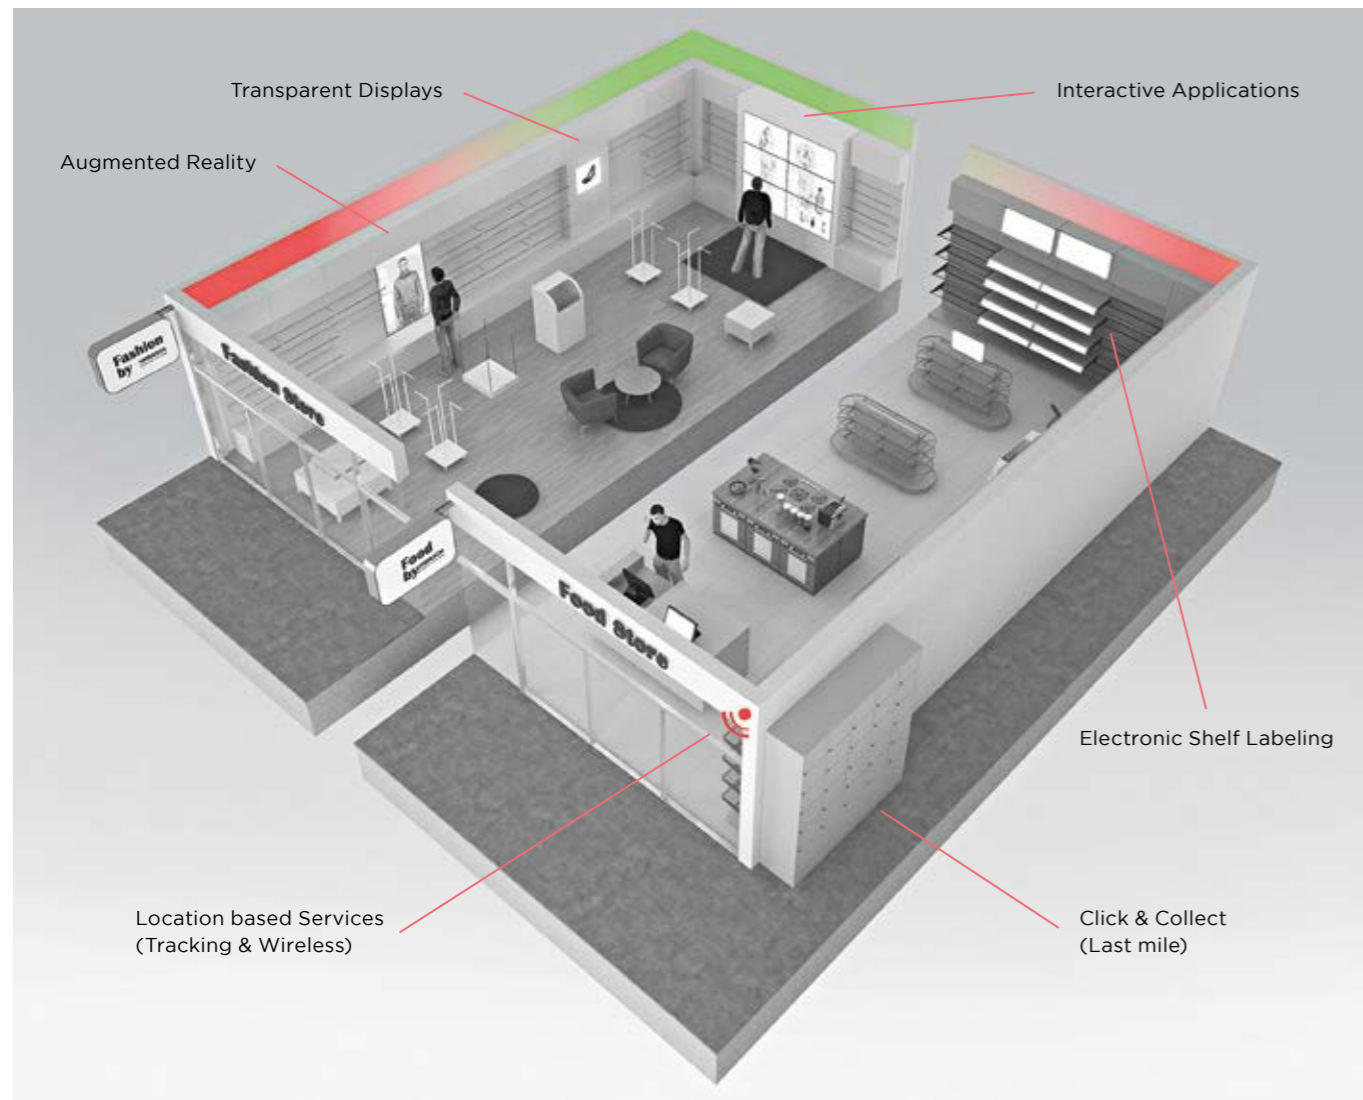 Transparent Displays
Interactive Applications
Augmented Reality
Fashion
by
Fashion Store
Food
by
Food Store
Electronic Shelf Labeling
Location based Services
(Tracking & Wireless)
Click & Collect
(Last mile)